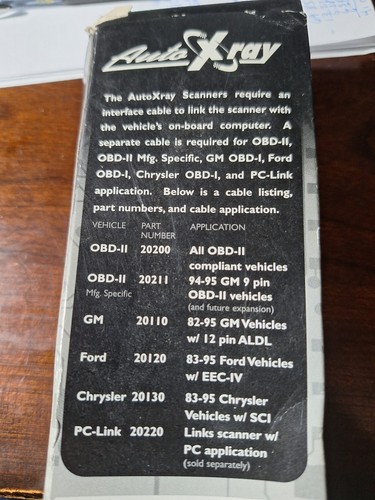 Auto Xray
The AutoXray Scanners require an
interface cable to link the scanner with
the vehicle's on-board computer. A
separate cable is required for OBD-II,
OBD-II Mfg. Specific, GM OBD-I, Ford
OBD-I, Chrysler OBD-I, and PC-Link
application. Below is a cable listing,
part numbers, and cable application.
VEHICLE PART NUMBER APPLICATION
OBD-II 20200 All OBD-II
compliant vehicles
OBD-II 20211 94-95 GM 9 pin
Mfg. Specific OBD-II vehicles
(and future expansion)
GM 20110 82-95 GM Vehicles
w/ 12 pin ALDL
Ford 20120 83-95 Ford Vehicles
w/ EEC-IV
Chrysler 20130 83-95 Chrysler
Vehicles w/ SCI
PC-Link 20220 Links scanner w/
PC application
(sold separately)